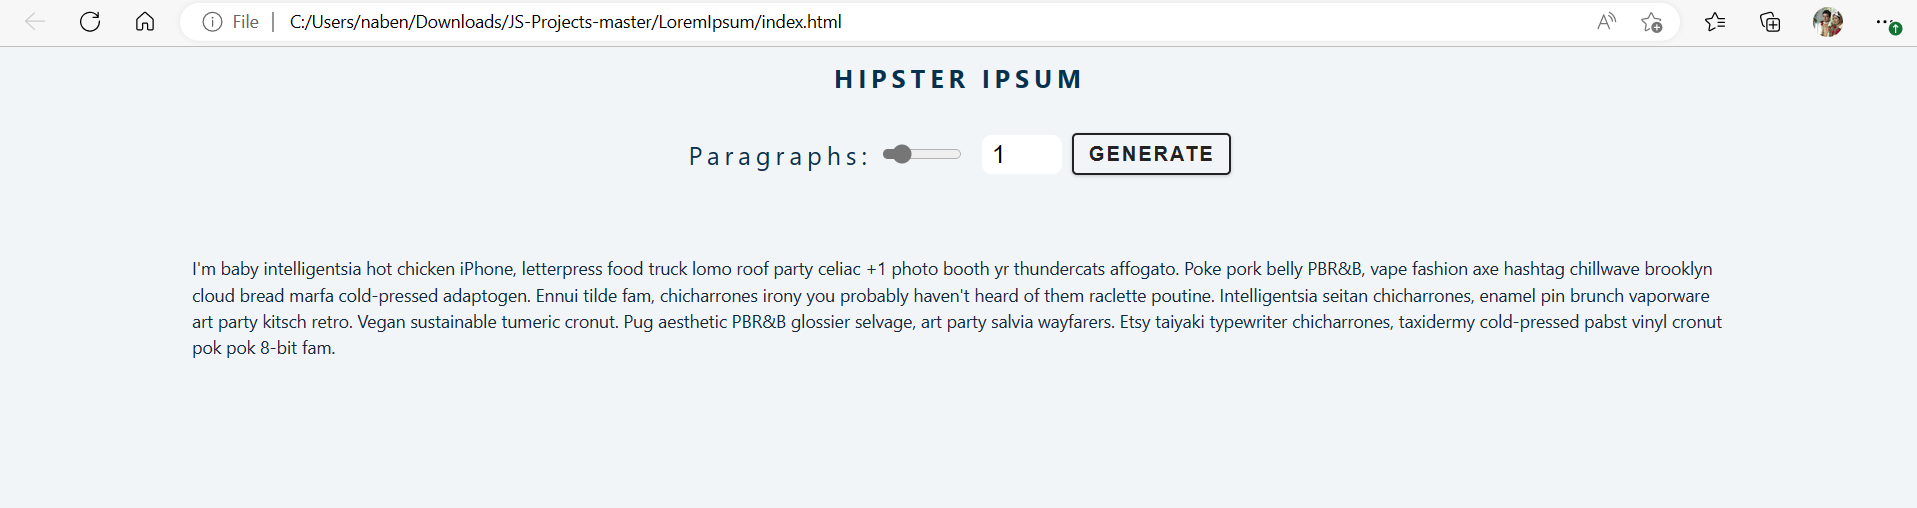 File | C:/Users/naben/Downloads/JS-Projects-master/LoremIpsum/index.html
HIPSTER IPSUM
Paragraphs: 1 GENERATE
I'm baby intelligentsia hot chicken iPhone, letterpress food truck lomo roof party celiac +1 photo booth yr thundercats affogato. Poke pork belly PBR&B, vape fashion axe hashtag chillwave brooklyn
cloud bread marfa cold-pressed adaptogen. Ennui tilde fam, chicharrones irony you probably haven't heard of them raclette poutine. Intelligentsia seitan chicharrones, enamel pin brunch vaporware
art party kitsch retro. Vegan sustainable tumeric cronut. Pug aesthetic PBR&B glossier selvage, art party salvia wayfarers. Etsy taiyaki typewriter chicharrones, taxidermy cold-pressed pabst vinyl cronut
pok pok 8-bit fam.